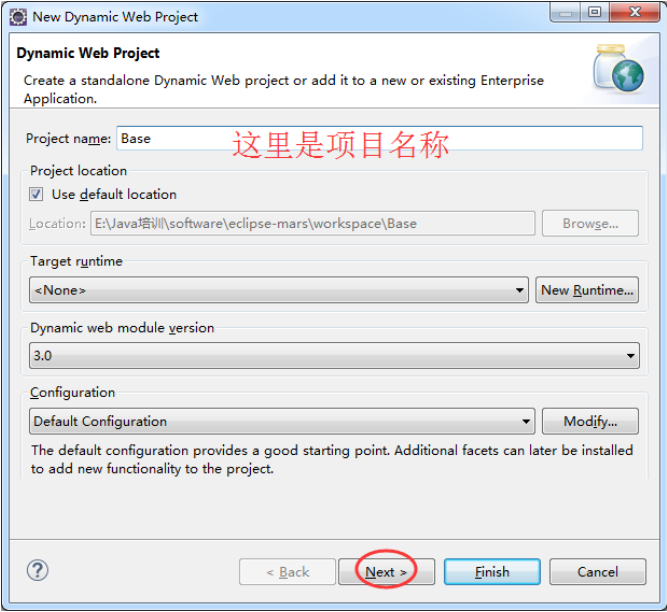 New Dynamic Web Project
Dynamic Web Project
Create a standalone Dynamic Web project or add it to a new or existing Enterprise
Application.
Project name: Base
这里是项目名称
Project location
Use default location
Location: E:\Java培训\software\eclipse-mars\workspace\Base Browse...
Target runtime
<None> New Runtime...
Dynamic web module version
3.0
Configuration
Default Configuration Modify...
The default configuration provides a good starting point. Additional facets can later be installed
to add new functionality to the project.
? < Back Next > Finish Cancel